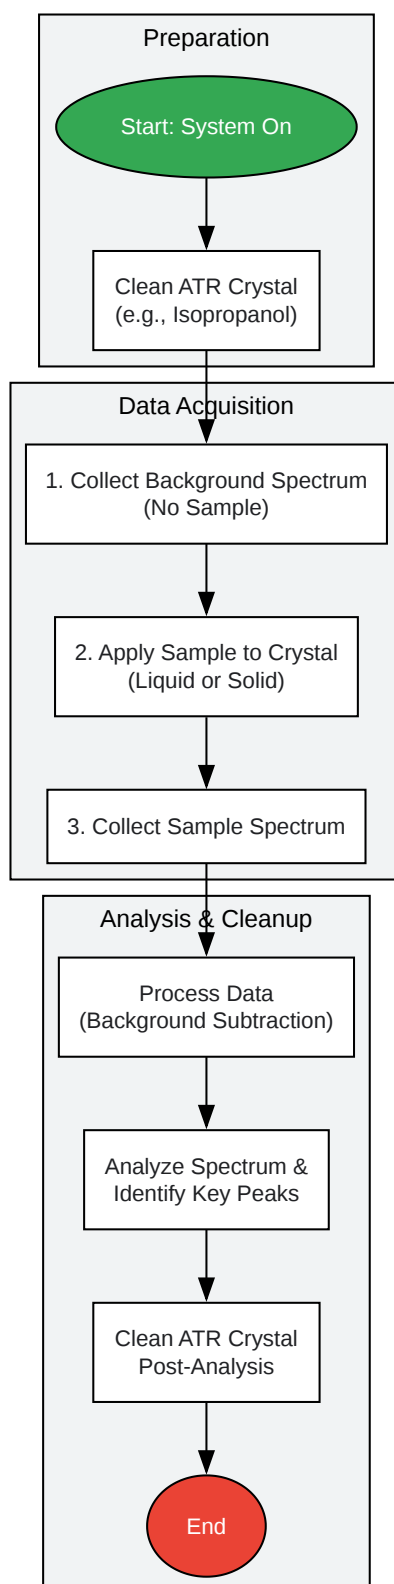 Preparation
Start: System On
Clean ATR Crystal
(e.g., Isopropanol)
Data Acquisition
1. Collect Background Spectrum
(No Sample)
2. Apply Sample to Crystal
(Liquid or Solid)
3. Collect Sample Spectrum
Analysis & Cleanup
Process Data
(Background Subtraction)
Analyze Spectrum &
Identify Key Peaks
Clean ATR Crystal
Post-Analysis
End